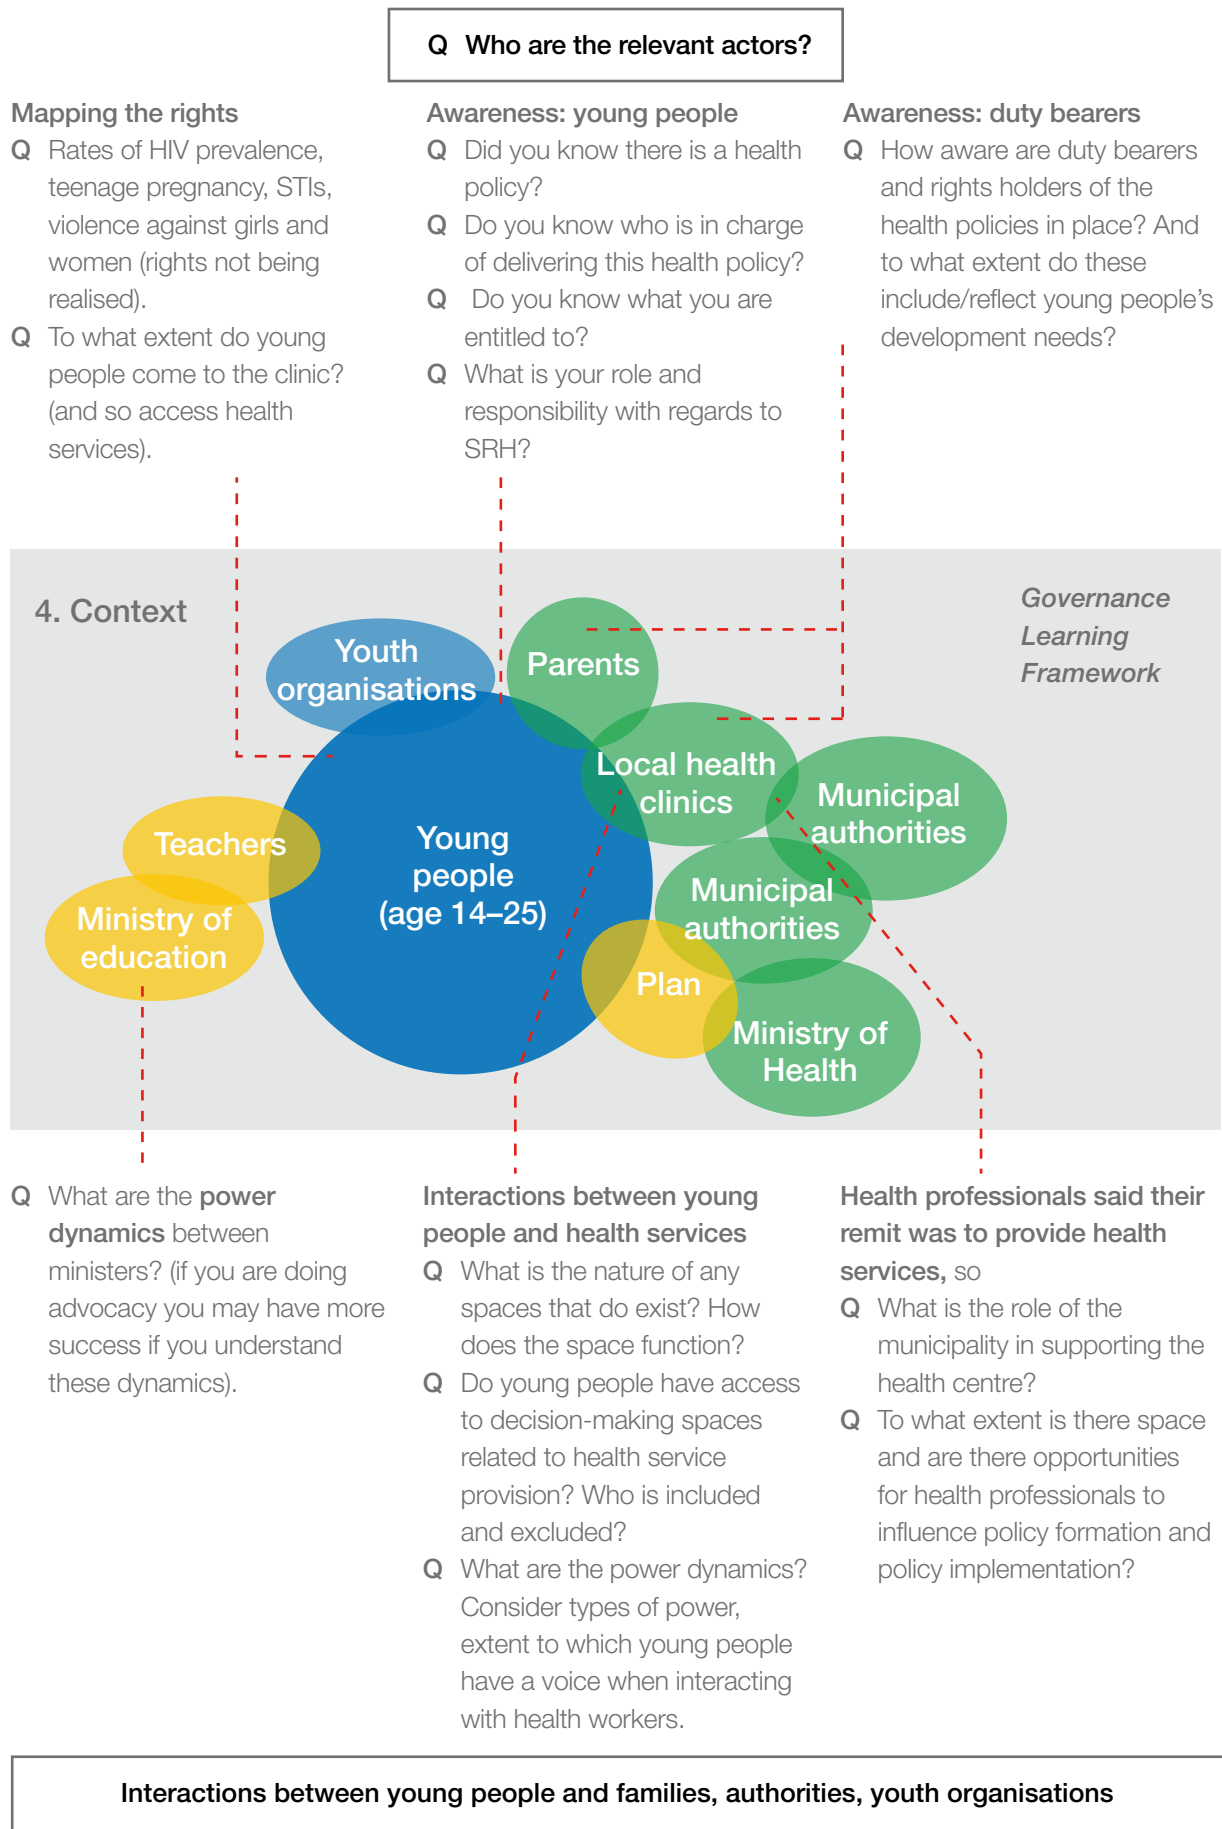 Q Who are the relevant actors?
Mapping the rights
Q Rates of HIV prevalence,
teenage pregnancy, STIs,
violence against girls and
women (rights not being
realised).
Q To what extent do young
people come to the clinic?
(and so access health
services).
Awareness: young people
Q Did you know there is a health
policy?
Q Do you know who is in charge
of delivering this health policy?
Q Do you know what you are
entitled to?
Q What is your role and
responsibility with regards to
SRH?
Awareness: duty bearers
Q How aware are duty bearers
and rights holders of the
health policies in place? And
to what extent do these
include/reflect young people’s
development needs?
4. Context
Governance
Learning
Framework
Youth
organisations
Parents
Local health
clinics
Municipal
authorities
Teachers
Young
people
(age 14–25)
Municipal
authorities
Ministry of
education
Plan
Ministry of
Health
Q What are the power
dynamics between
ministers? (if you are doing
advocacy you may have more
success if you understand
these dynamics).
Interactions between young
people and health services
Q What is the nature of any
spaces that do exist? How
does the space function?
Q Do young people have access
to decision-making spaces
related to health service
provision? Who is included
and excluded?
Q What are the power dynamics?
Consider types of power,
extent to which young people
have a voice when interacting
with health workers.
Health professionals said their
remit was to provide health
services, so
Q What is the role of the
municipality in supporting the
health centre?
Q To what extent is there space
and are there opportunities
for health professionals to
influence policy formation and
policy implementation?
Interactions between young people and families, authorities, youth organisations